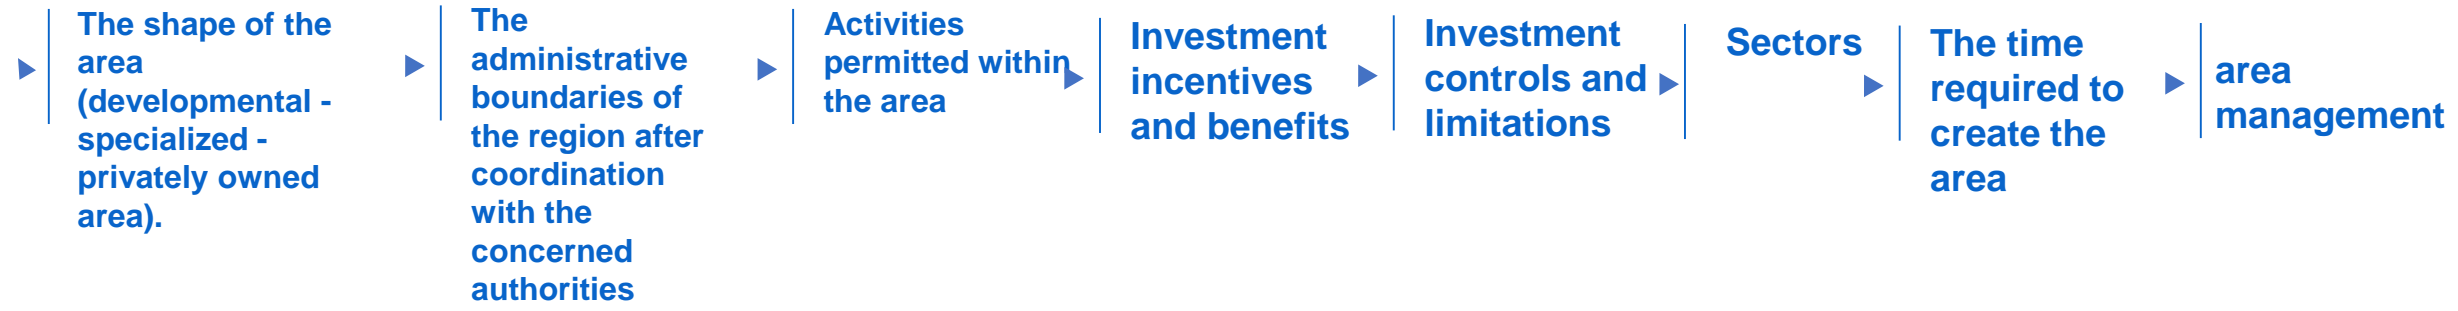 The shape of the
area
(developmental -
specialized -
privately owned
area).
The
administrative
boundaries of
the region after
coordination
with the
concerned
authorities
Activities
permitted within
the area
Investment
incentives
and benefits
Investment
controls and
limitations
Sectors
The time
required to
create the
area
area
management